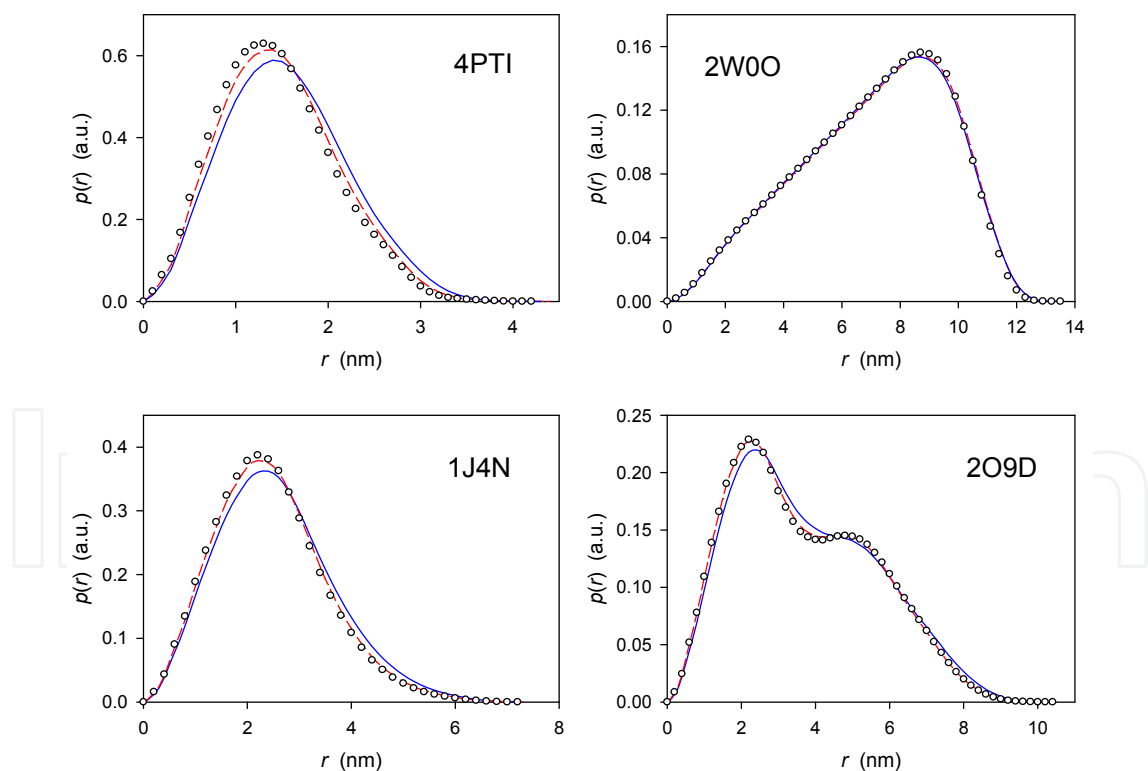 4PTI
p(r) (a.u.)
0.6
0.4
0.2
0.0
0 1 2 3 4
r (nm)
2W0O
p(r) (a.u.)
0.16
0.12
0.08
0.04
0.00
0 2 4 6 8 10 12 14
r (nm)
1J4N
p(r) (a.u.)
0.4
0.3
0.2
0.1
0.0
0 2 4 6 8
r (nm)
2O9D
p(r) (a.u.)
0.25
0.20
0.15
0.10
0.05
0.00
0 2 4 6 8 10
r (nm)